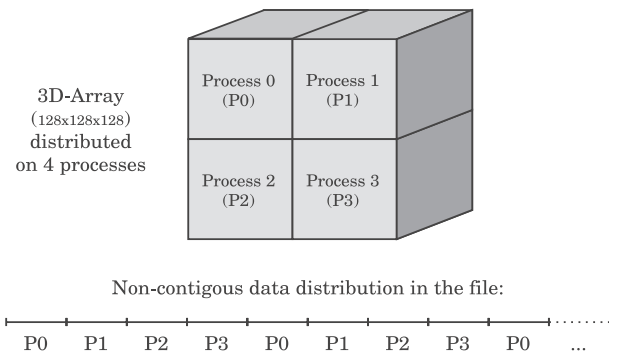 3D-Array
(128x128x128)
distributed
on 4 processes
Process 0
(P0)
Process 1
(P1)
Process 2
(P2)
Process 3
(P3)
Non-contigous data distribution in the file:
P0 P1 P2 P3 P0 P1 P2 P3 P0 ...